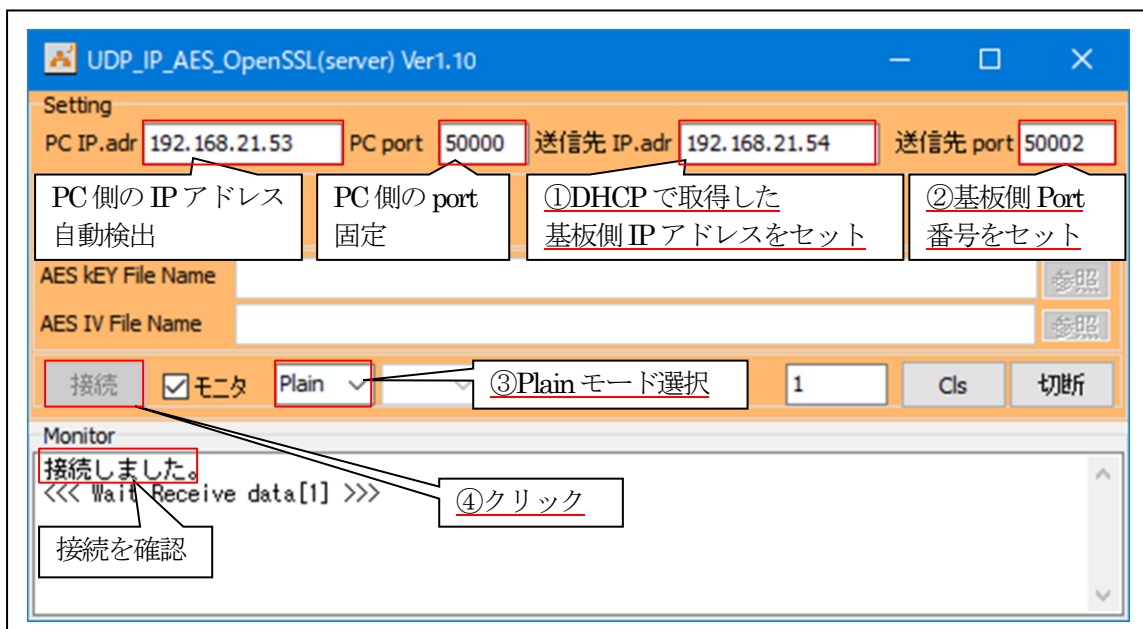 UDP_IP_AES_OpenSSL(server) Ver1.10
Setting
PC IP.adr 192.168.21.53 PC port 50000 送信先 IP.adr 192.168.21.54 送信先 port 50002
PC 側の IP アドレス
自動検出
PC 側の port
固定
①DHCP で取得した
基板側 IP アドレスをセット
②基板側 Port
番号をセット
AES kEY File Name 参照
AES IV File Name 参照
接続 モニタ Plain ③Plain モード選択 1 Cls 切断
Monitor
接続しました。
<<< Wait Receive data[1] >>>
④クリック
接続を確認